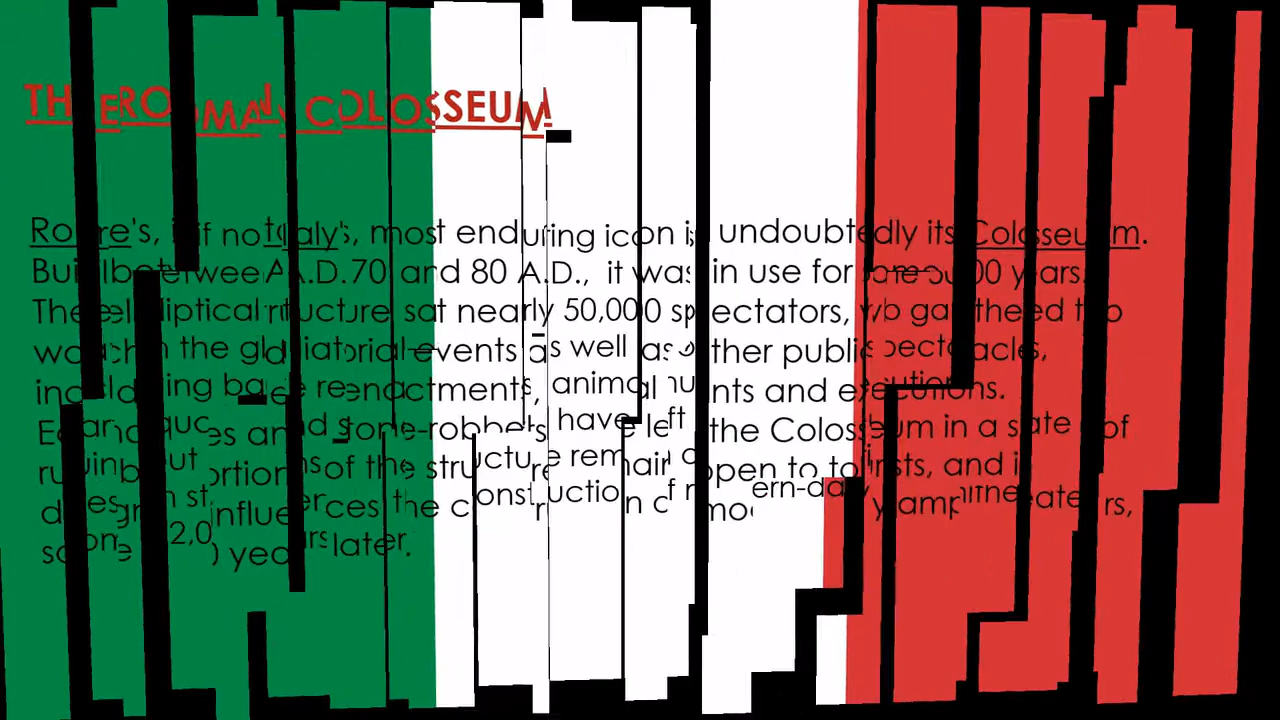 THE ROMAN COLOSSEUM
Rome's, if not Italy's, most enduring icon is undoubtedly its Colosseum.
Built between A.D. 70 and 80 A.D., it was in use for some 500 years.
The elliptical structure sat nearly 50,000 spectators, who gathered to
watch the gladiatorial events as well as other public spectacles,
including battle reenactments, animal hunts and executions.
Earthquakes and stone-robbers have left the Colosseum in a state of
ruin, but portions of the structure remain open to tourists, and its
design still influences the construction of modern-day amphitheaters,
some 2,000 years later.